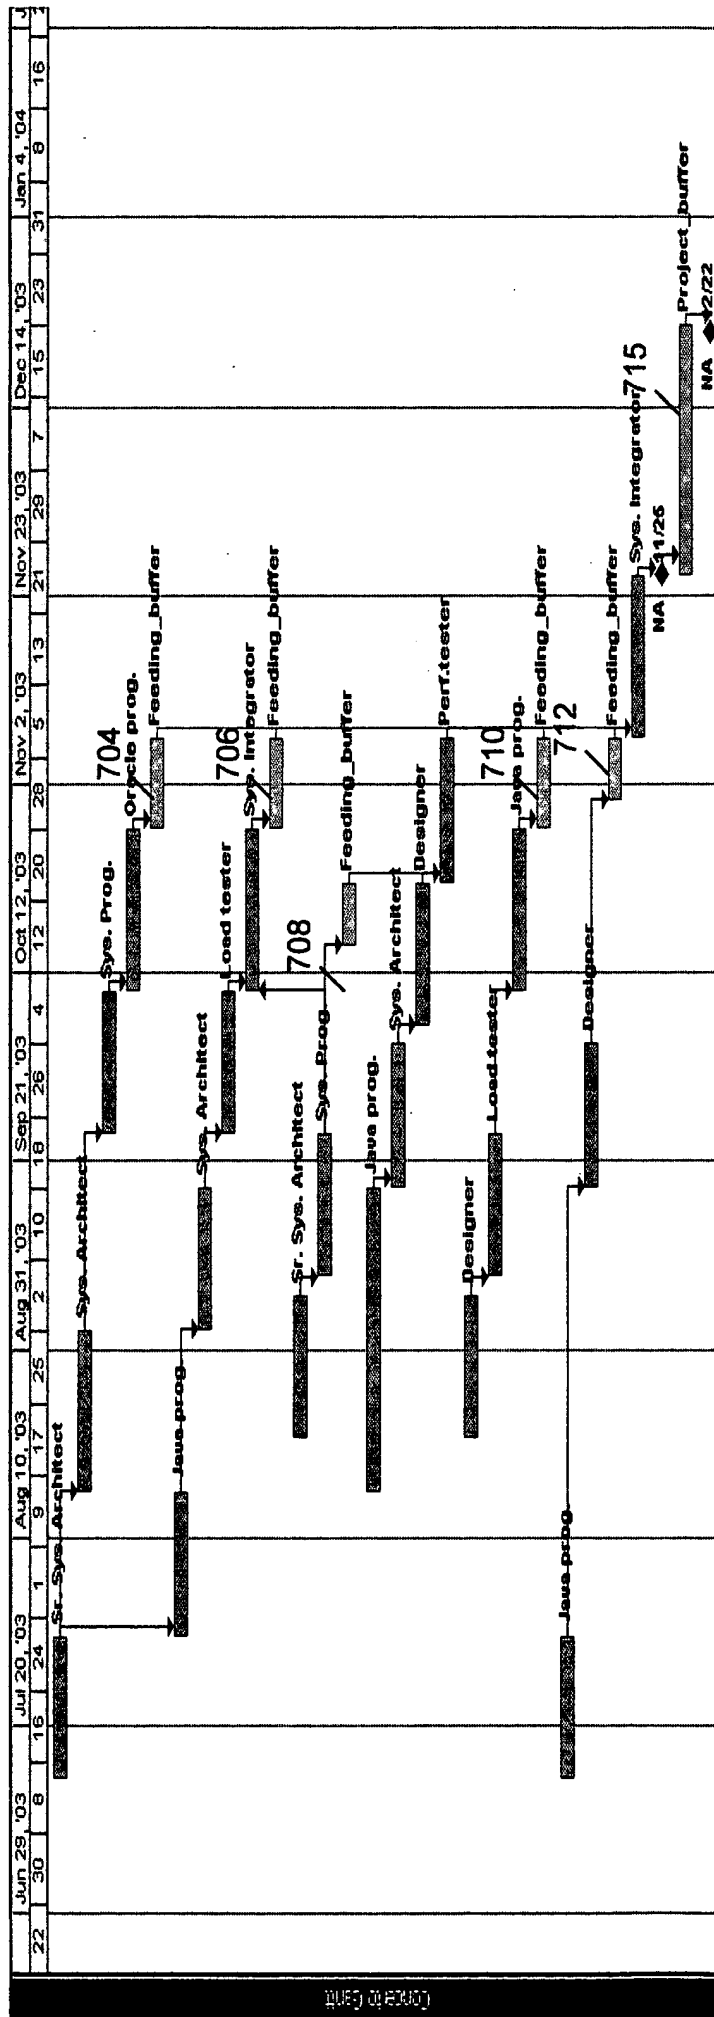 Concerto Gantt
Jun 29, '03 Jul 20, '03 Aug 10, '03 Aug 31, '03 Sep 21, '03 Oct 12, '03 Nov 2, '03 Nov 23, '03 Dec 14, '03 Jan 4, '04 J
22 30 8 16 24 1 9 17 25 2 10 18 26 4 12 20 28 5 13 21 29 7 15 23 31 8 16
Sr. Sys. Architect
Sys. Architect
Sys. Prog.
Oracle prog.
704
Feeding_buffer
Java prog
Sys. Architect
Load tester
706
Sys. Integrator
Feeding_buffer
Sr. Sys. Architect
708
Sys. Prog
Feeding_buffer
Java prog.
Sys. Architect
Designer
Perf.tester
Designer
Load tester
710
Java prog.
Feeding_buffer
Java prog
Designer
712
Feeding_buffer
Sys. Integrator
NA 11/26
715
Project_buffer
NA 12/22